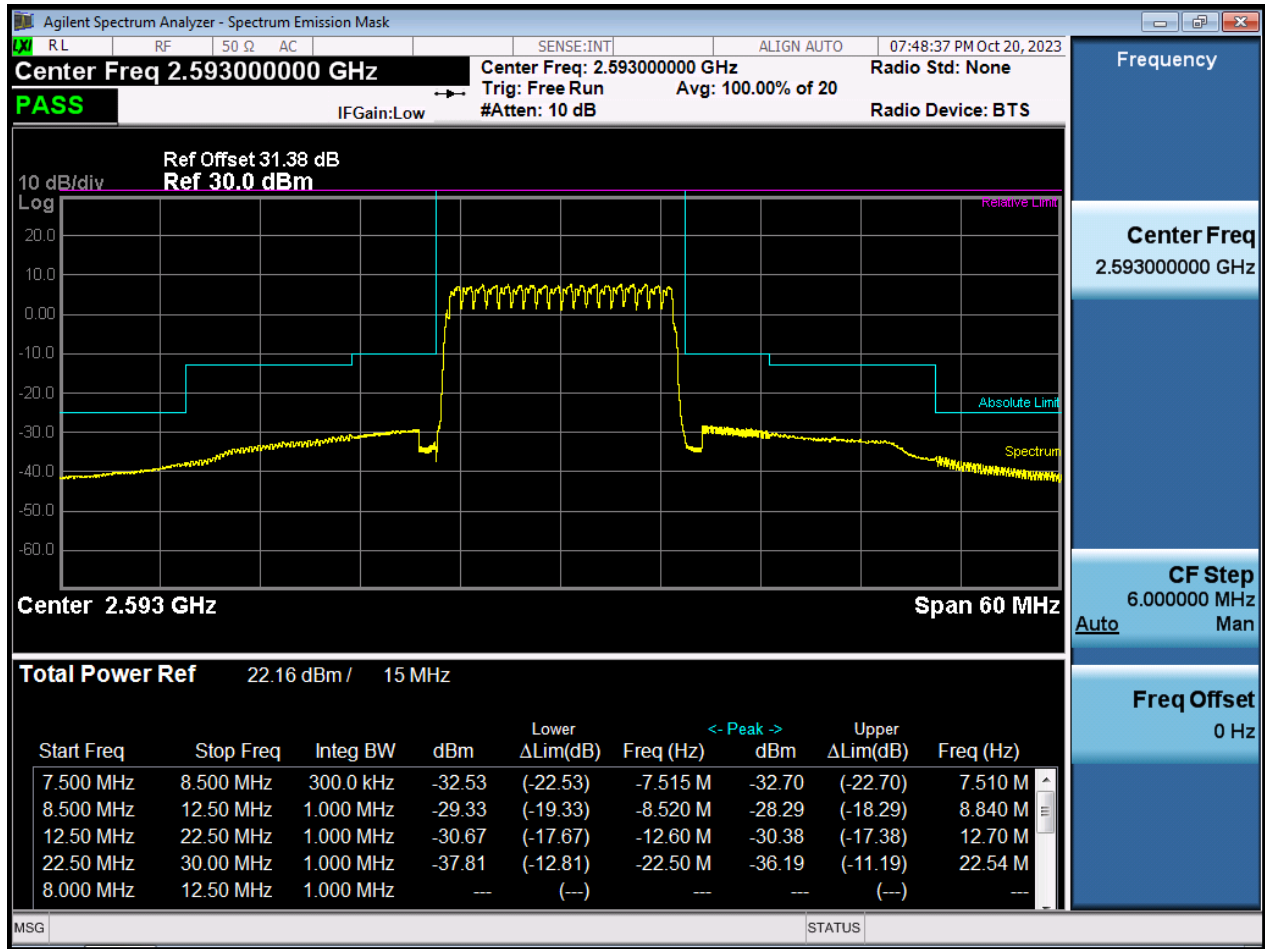 Agilent Spectrum Analyzer - Spectrum Emission Mask
LXI RL RF 50 Ω AC SENSE:INT ALIGN AUTO 07:48:37 PM Oct 20, 2023
Center Freq 2.593000000 GHz Center Freq: 2.593000000 GHz Radio Std: None
Trig: Free Run Avg: 100.00% of 20
PASS IFGain:Low #Atten: 10 dB Radio Device: BTS
Ref Offset 31.38 dB
10 dB/div Ref 30.0 dBm
Log
Relative Limit
20.0
10.0
0.00
-10.0
-20.0
Absolute Limit
-30.0
Spectrum
-40.0
-50.0
-60.0
Center 2.593 GHz Span 60 MHz
Total Power Ref 22.16 dBm / 15 MHz
Lower <- Peak -> Upper
Start Freq Stop Freq Integ BW dBm ΔLim(dB) Freq (Hz) dBm ΔLim(dB) Freq (Hz)
7.500 MHz 8.500 MHz 300.0 kHz -32.53 (-22.53) -7.515 M -32.70 (-22.70) 7.510 M
8.500 MHz 12.50 MHz 1.000 MHz -29.33 (-19.33) -8.520 M -28.29 (-18.29) 8.840 M
12.50 MHz 22.50 MHz 1.000 MHz -30.67 (-17.67) -12.60 M -30.38 (-17.38) 12.70 M
22.50 MHz 30.00 MHz 1.000 MHz -37.81 (-12.81) -22.50 M -36.19 (-11.19) 22.54 M
8.000 MHz 12.50 MHz 1.000 MHz --- (---) --- --- (---) ---
MSG STATUS
Frequency
Center Freq
2.593000000 GHz
CF Step
6.000000 MHz
Auto Man
Freq Offset
0 Hz